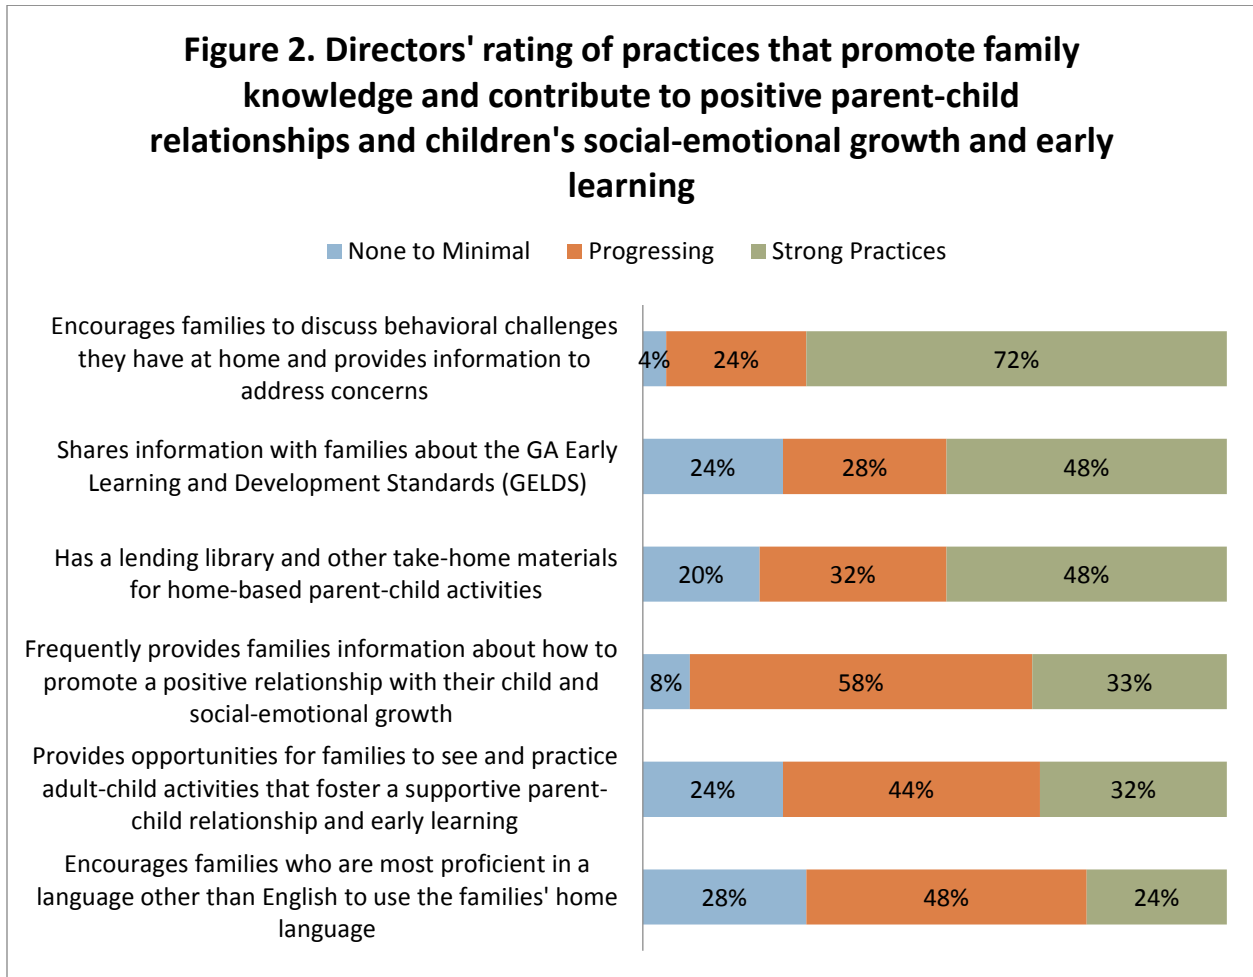 Figure 2. Directors' rating of practices that promote family
knowledge and contribute to positive parent-child
relationships and children's social-emotional growth and early
learning
None to Minimal Progressing Strong Practices
Encourages families to discuss behavioral challenges
they have at home and provides information to
address concerns
4% 24% 72%
Shares information with families about the GA Early
Learning and Development Standards (GELDS)
24% 28% 48%
Has a lending library and other take-home materials
for home-based parent-child activities
20% 32% 48%
Frequently provides families information about how to
promote a positive relationship with their child and
social-emotional growth
8% 58% 33%
Provides opportunities for families to see and practice
adult-child activities that foster a supportive parent-
child relationship and early learning
24% 44% 32%
Encourages families who are most proficient in a
language other than English to use the families' home
language
28% 48% 24%